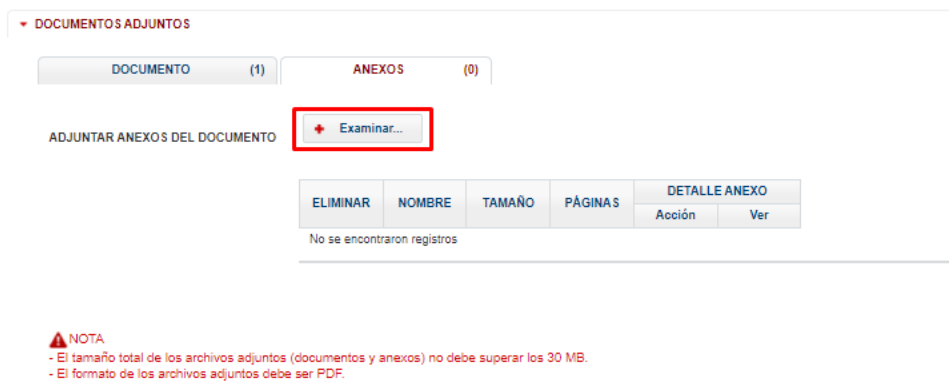 DOCUMENTOS ADJUNTOS
DOCUMENTO (1) ANEXOS (0)
ADJUNTAR ANEXOS DEL DOCUMENTO Examinar...
ELIMINAR NOMBRE TAMAÑO PÁGINAS DETALLE ANEXO
Acción Ver
No se encontraron registros
NOTA
- El tamaño total de los archivos adjuntos (documentos y anexos) no debe superar los 30 MB.
- El formato de los archivos adjuntos debe ser PDF.